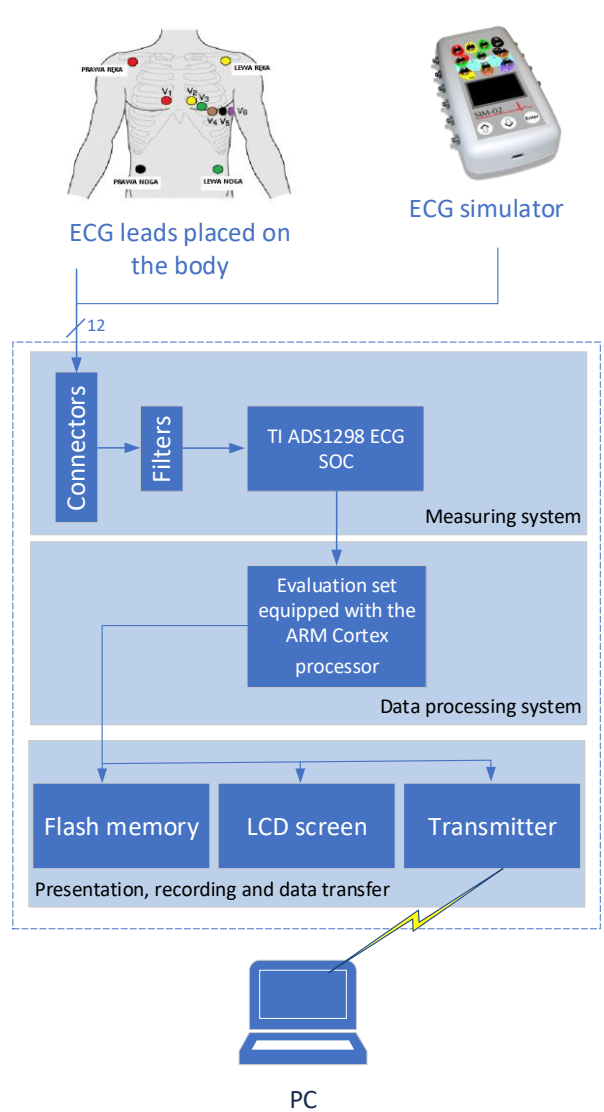 PRAWA RĘKA
LEWA RĘKA
V1
V2
V3
V4
V5
V6
PRAWA NOGA
LEWA NOGA
SIM-02
Enter
ECG leads placed on
the body
ECG simulator
12
Connectors
Filters
TI ADS1298 ECG
SOC
Measuring system
Evaluation set
equipped with the
ARM Cortex
processor
Data processing system
Flash memory
LCD screen
Transmitter
Presentation, recording and data transfer
PC